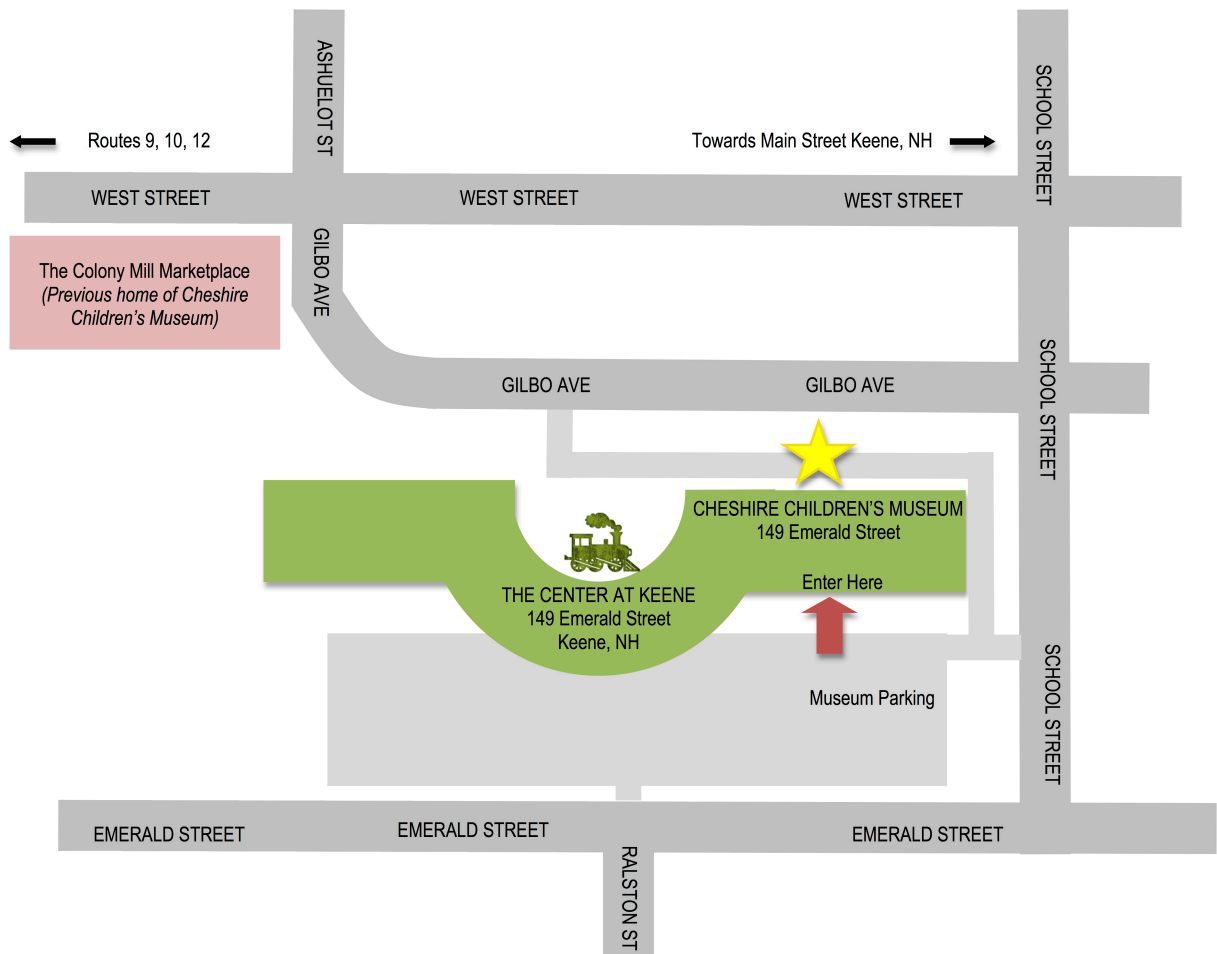 ASHUELOT ST
SCHOOL STREET
Routes 9, 10, 12
Towards Main Street Keene, NH
WEST STREET
WEST STREET
WEST STREET
GILBO AVE
The Colony Mill Marketplace
(Previous home of Cheshire
Children's Museum)
SCHOOL STREET
GILBO AVE
GILBO AVE
CHESHIRE CHILDREN'S MUSEUM
149 Emerald Street
Enter Here
THE CENTER AT KEENE
149 Emerald Street
Keene, NH
SCHOOL STREET
Museum Parking
EMERALD STREET
EMERALD STREET
EMERALD STREET
RALSTON ST